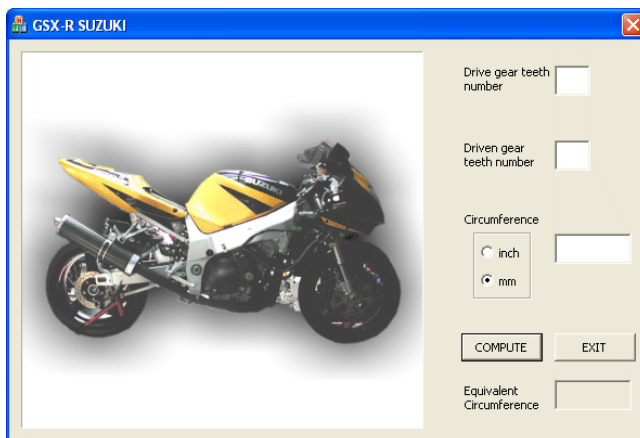 GSX-R SUZUKI
Drive gear teeth
number
Driven gear
teeth number
Circumference
inch
mm
COMPUTE
EXIT
Equivalent
Circumference
SUZUKI